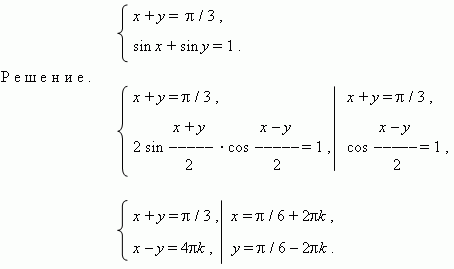 x + y = π / 3 ,
sin x + sin y = 1 .
Р е ш е н и е .
x + y = π / 3 ,
x + y = π / 3 ,
2 sin (x + y)/2 · cos (x – y)/2 = 1 ,
cos (x – y)/2 = 1 ,
x + y = π / 3 ,
x = π / 6 + 2πk ,
x – y = 4πk ,
y = π / 6 – 2πk .